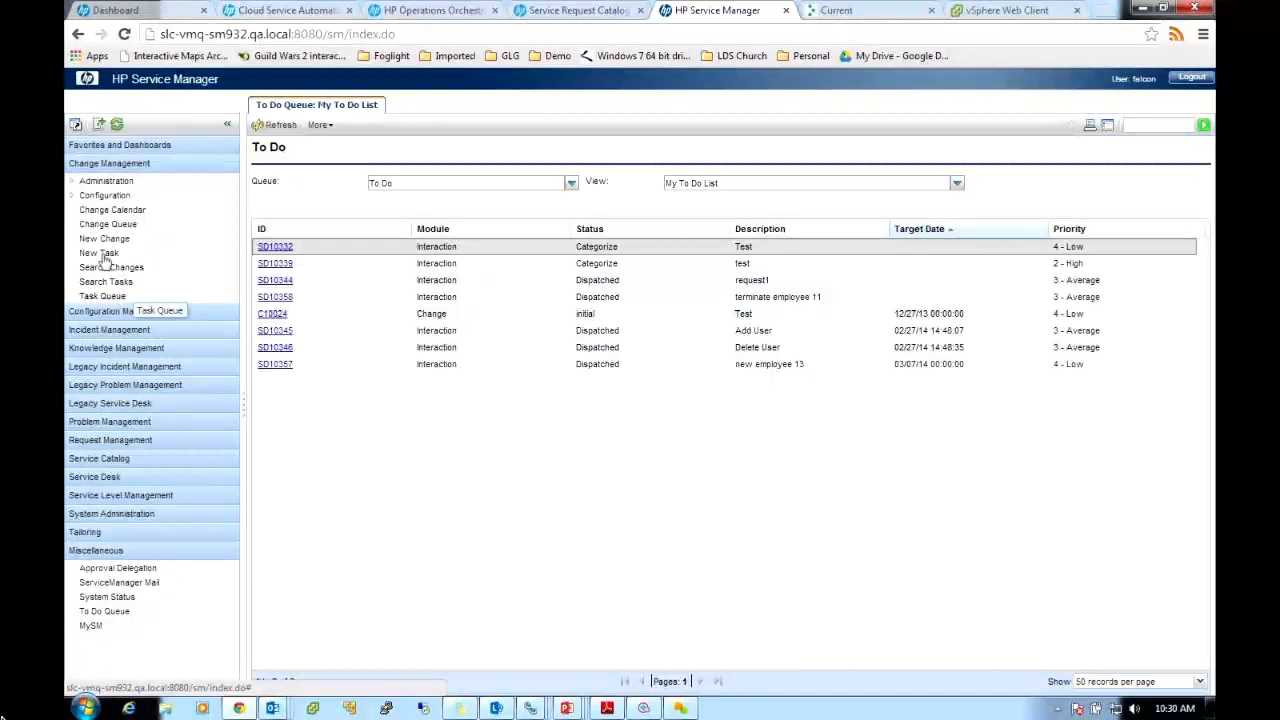 Dashboard Cloud Service Automat HP Operations Orchest Service Request Catalog HP Service Manager Current vSphere Web Client
slc-vmq-sm932.qa.local:8080/sm/index.do
Apps Interactive Maps Arc... Guild Wars 2 interac... Foglight Imported GLG Demo Windows 7 64 bit dri... LDS Church Personal My Drive - Google D...
HP Service Manager
User: falcon Logout
To Do Queue: My To Do List
Refresh More
Favorites and Dashboards
Change Management
Administration
Configuration
Change Calendar
Change Queue
New Change
New Task
Search Changes
Search Tasks
Task Queue
Configuration Ma
Task Queue
Incident Management
Knowledge Management
Legacy Incident Management
Legacy Problem Management
Legacy Service Desk
Problem Management
Request Management
Service Catalog
Service Desk
Service Level Management
System Administration
Tailoring
Miscellaneous
Approval Delegation
ServiceManager Mail
System Status
To Do Queue
MySM
To Do
Queue: To Do View: My To Do List
ID Module Status Description Target Date Priority
SD10332 Interaction Categorize Test 4 - Low
SD10339 Interaction Categorize test 2 - High
SD10344 Interaction Dispatched request1 3 - Average
SD10358 Interaction Dispatched terminate employee 11 3 - Average
C10024 Change initial Test 12/27/13 00:00:00 4 - Low
SD10345 Interaction Dispatched Add User 02/27/14 14:48:07 3 - Average
SD10346 Interaction Dispatched Delete User 02/27/14 14:48:35 3 - Average
SD10357 Interaction Dispatched new employee 13 03/07/14 00:00:00 4 - Low
Pages: 1
Show 50 records per page
slc-vmq-sm932.qa.local:8080/sm/index.do#
10:30 AM